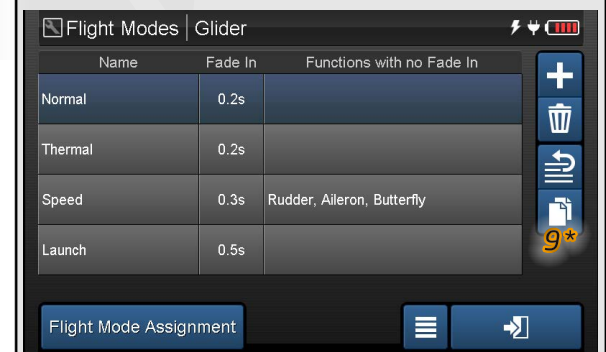 Flight Modes | Glider
Name Fade In Functions with no Fade In
Normal 0.2s
Thermal 0.2s
Speed 0.3s Rudder, Aileron, Butterfly
Launch 0.5s
9*
Flight Mode Assignment